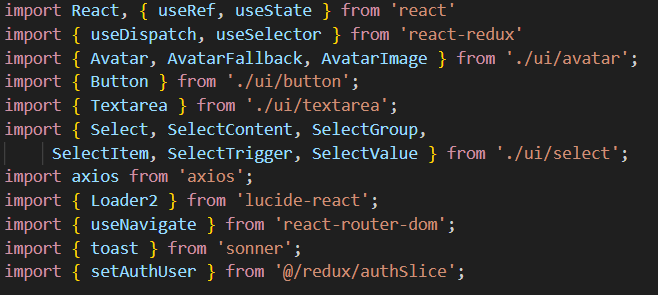 import React, { useRef, useState } from 'react'
import { useDispatch, useSelector } from 'react-redux'
import { Avatar, AvatarFallback, AvatarImage } from './ui/avatar';
import { Button } from './ui/button';
import { Textarea } from './ui/textarea';
import { Select, SelectContent, SelectGroup,
    SelectItem, SelectTrigger, SelectValue } from './ui/select';
import axios from 'axios';
import { Loader2 } from 'lucide-react';
import { useNavigate } from 'react-router-dom';
import { toast } from 'sonner';
import { setAuthUser } from '@/redux/authSlice';